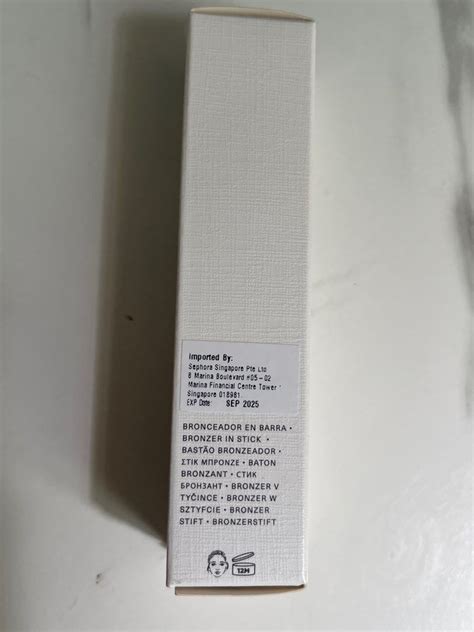 Imported By:
Sephora Singapore Pte Ltd
8 Marina Boulevard #05-02
Marina Financial Centre Tower 1
Singapore 018981.
EXP Date: SEP 2025
BRONCEADOR EN BARRA •
BRONZER IN STICK •
BASTÃO BRONZEADOR •
ΣΤΙΚ ΜΠΡΟΝΖΕ • BATON
BRONZANT • СТИК
БРОНЗАНТ • BRONZER V
TYČINCE • BRONZER W
SZTYFCIE • BRONZER
STIFT • BRONZERSTIFT
12M